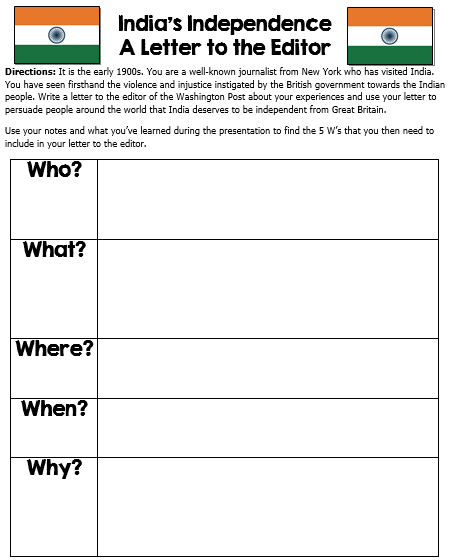 India's Independence
A Letter to the Editor
Directions: It is the early 1900s. You are a well-known journalist from New York who has visited India.
You have seen firsthand the violence and injustice instigated by the British government towards the Indian
people. Write a letter to the editor of the Washington Post about your experiences and use your letter to
persuade people around the world that India deserves to be independent from Great Britain.
Use your notes and what you've learned during the presentation to find the 5 W's that you then need to
include in your letter to the editor.
Who?
What?
Where?
When?
Why?